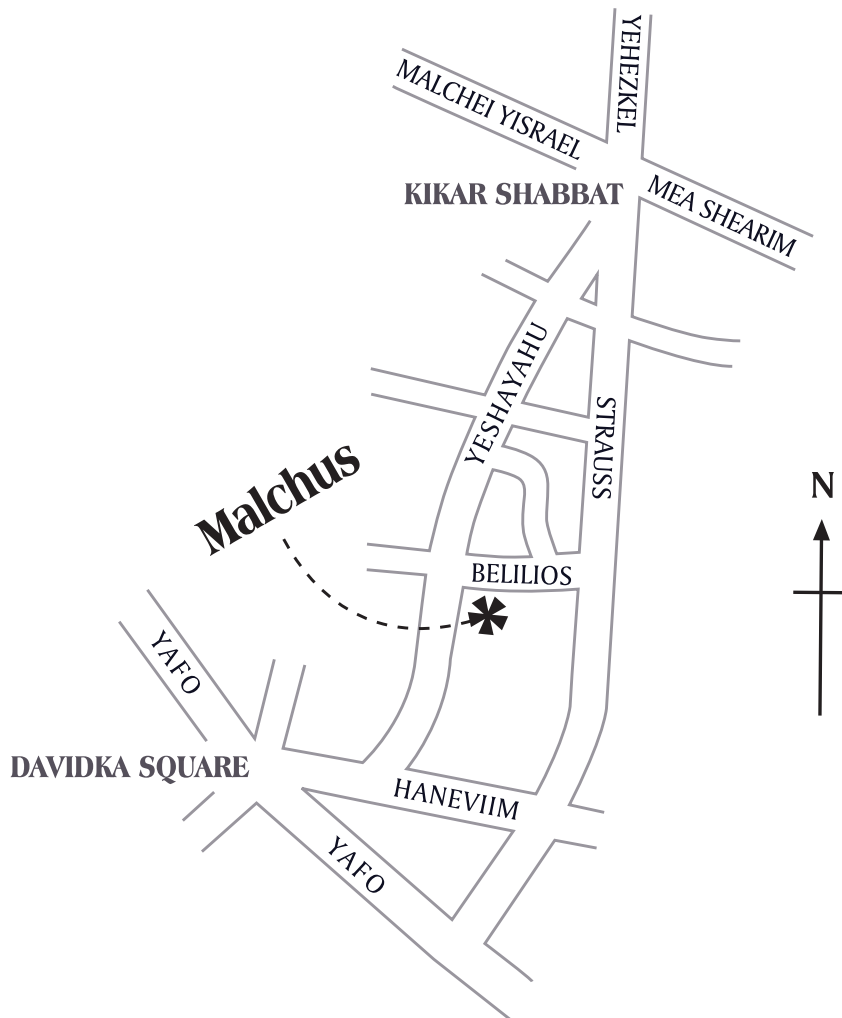 YEHEZKEL
MALCHEI YISRAEL
KIKAR SHABBAT
MEA SHEARIM
YESHAYAHU
STRAUSS
Malchus
N
BELILIOS
YAFO
DAVIDKA SQUARE
HANEVIIM
YAFO